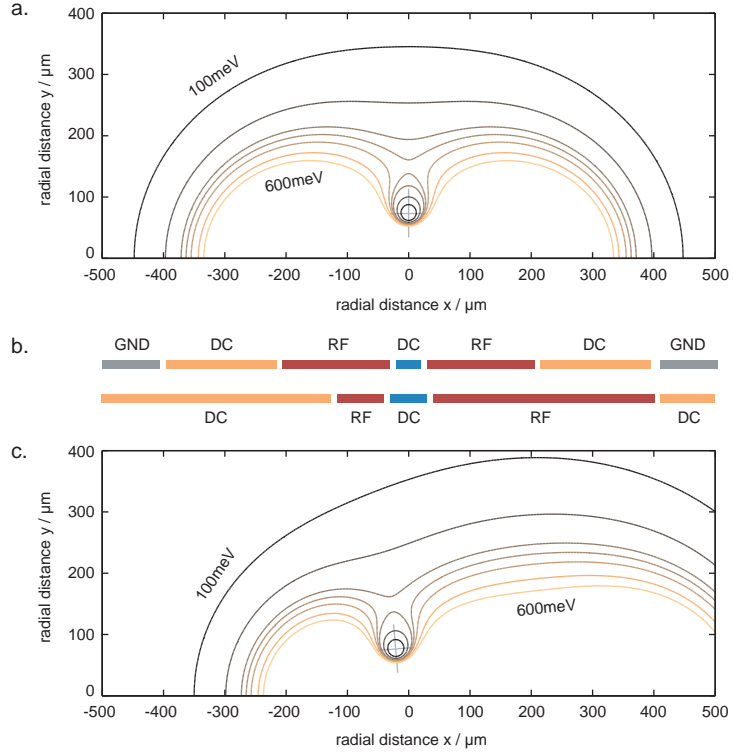 a.
400
300
200
100
0
radial distance y / µm
100meV
600meV
-500 -400 -300 -200 -100 0 100 200 300 400 500
radial distance x / µm
b.
GND DC RF DC RF DC GND
DC RF DC RF DC
c.
400
300
200
100
0
radial distance y / µm
100meV
600meV
-500 -400 -300 -200 -100 0 100 200 300 400 500
radial distance x / µm